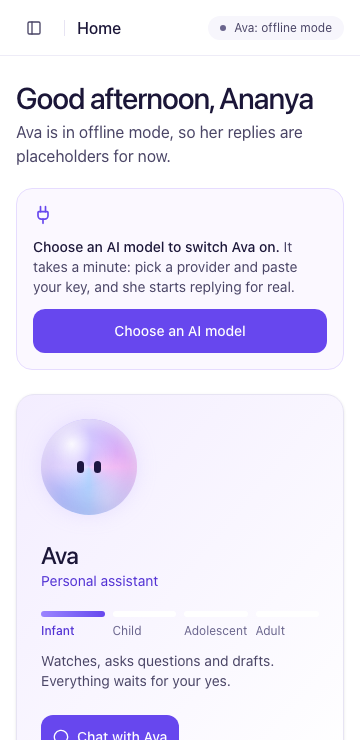 Home
Ava: offline mode
Good afternoon, Ananya
Ava is in offline mode, so her replies are
placeholders for now.
Choose an AI model to switch Ava on. It
takes a minute: pick a provider and paste
your key, and she starts replying for real.
Choose an AI model
Ava
Personal assistant
Infant
Child
Adolescent
Adult
Watches, asks questions and drafts.
Everything waits for your yes.
Chat with Ava